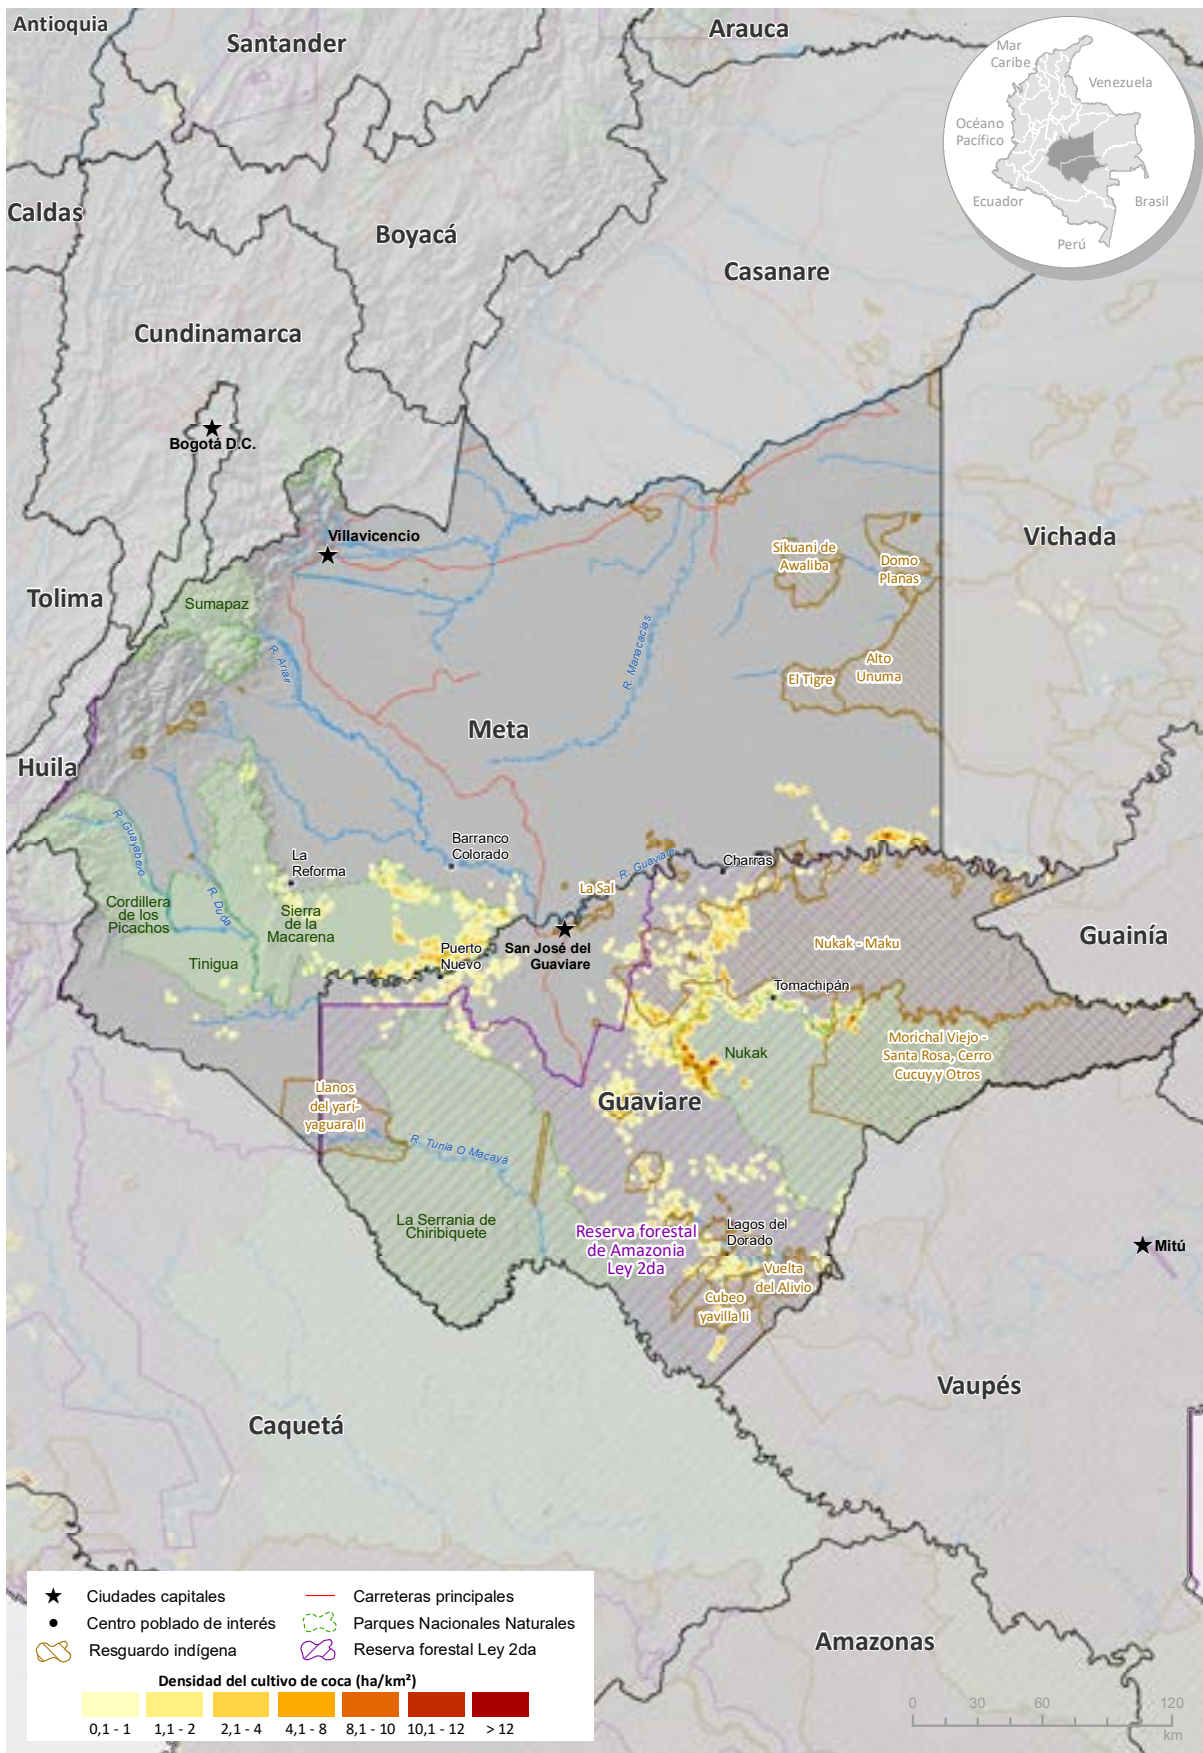 Antioquia
Santander
Arauca
Mar
Caribe
Venezuela
Océano
Pacífico
Ecuador
Brasil
Perú
Caldas
Boyacá
Casanare
Cundinamarca
Bogotá D.C.
Villavicencio
Vichada
Sikuani de
Awaliba
Domo
Planas
Tolima
Sumapaz
R. Ariari
R. Manacacias
Alto
Unuma
El Tigre
Meta
Huila
R. Guayabero
Barranco
Colorado
La
Reforma
R. Guaviare
Charras
La Sal
R. Duda
Cordillera
de los
Picachos
Sierra
de la
Macarena
Tinigua
Puerto
Nuevo
San José del
Guaviare
Nukak - Maku
Guainía
Tomachipán
Nukak
Morichal Viejo -
Santa Rosa, Cerro
Cucuy y Otros
Llanos
del yarí-
yaguara Ii
Guaviare
R. Tunia O Macayá
La Serrania de
Chiribiquete
Reserva forestal
de Amazonia
Ley 2da
Lagos del
Dorado
Vuelta
del Alivio
Cubeo
yavilla Ii
Mitú
Vaupés
Caquetá
Amazonas
Ciudades capitales
Carreteras principales
Centro poblado de interés
Parques Nacionales Naturales
Resguardo indígena
Reserva forestal Ley 2da
Densidad del cultivo de coca (ha/km²)
0,1 - 1 1,1 - 2 2,1 - 4 4,1 - 8 8,1 - 10 10,1 - 12 > 12
0 30 60 120
km